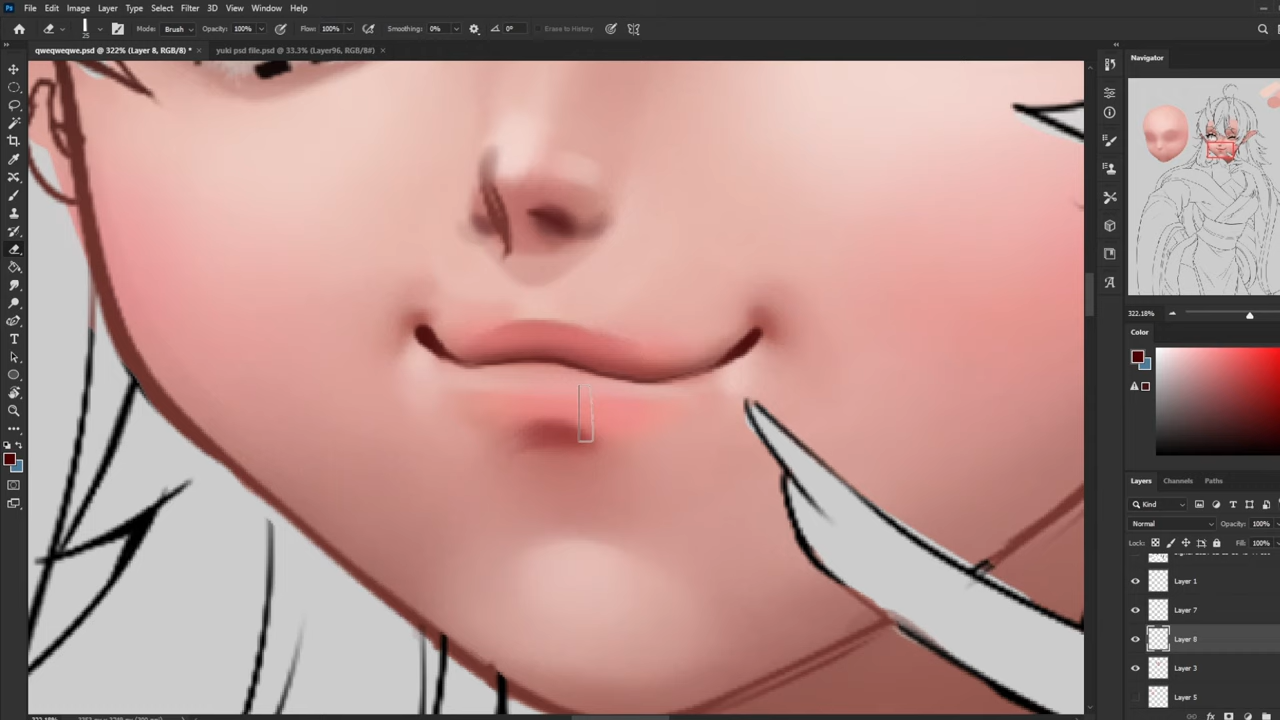 Ps File Edit Image Layer Type Select Filter 3D View Window Help
25 Mode: Brush Opacity: 100% Flow: 100% Smoothing: 0% 0° Erase to History
qweqweqwe.psd @ 322% (Layer 8, RGB/8) * × yuki psd file.psd @ 33.3% (Layer96, RGB/8#) ×
Navigator
322.18%
Color
Layers Channels Paths
Kind
Normal Opacity: 100%
Lock: Fill: 100%
Layer 1
Layer 7
Layer 8
Layer 3
Layer 5
fx